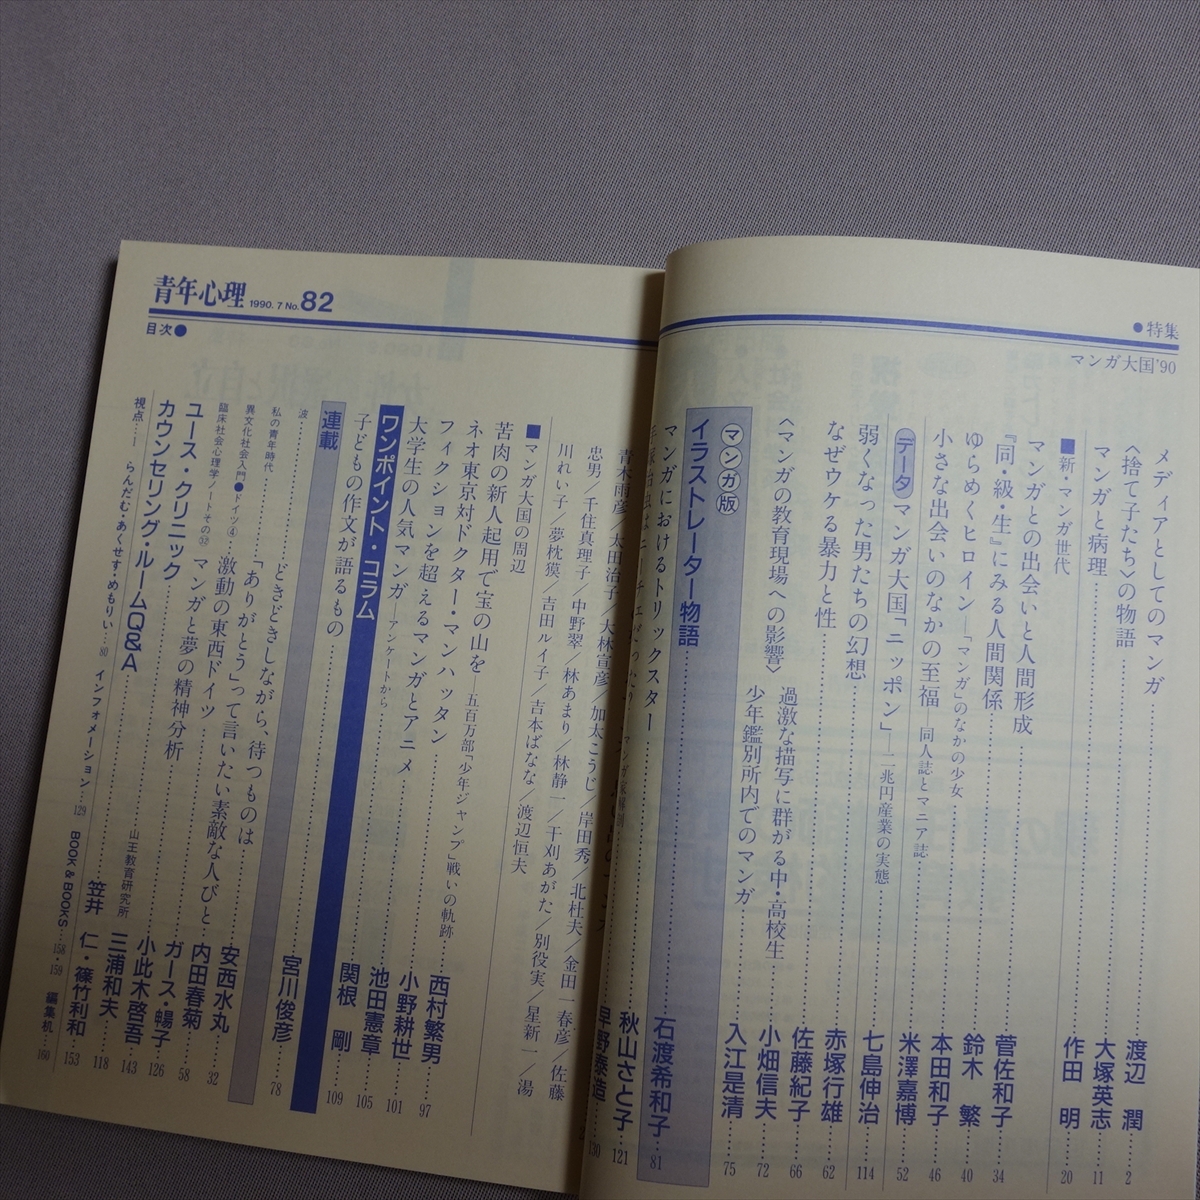 ●特集
マンガ大国'90
メディアとしてのマンガ……渡辺 潤…2
〈捨て子たち〉の物語……大塚英志…11
マンガと病理……作田 明…20
■新・マンガ世代
マンガとの出会いと人間形成……菅佐和子…34
『同・級・生』にみる人間関係……鈴木 繁…40
ゆらめくヒロイン―「マンガ」のなかの少女……本田和子…46
小さな出会いのなかの至福―同人誌とマニア誌……米澤嘉博…52
データ マンガ大国「ニッポン」―二兆円産業の実態……七島伸治…114
弱くなった男たちの幻想……赤塚行雄…62
なぜウケる暴力と性……佐藤紀子…66
〈マンガの教育現場への影響〉
過激な描写に群がる中・高校生……小畑信夫…72
少年鑑別所内でのマンガ……入江是清…75
マンガ版
イラストレーター物語……石渡希和子…81
マンガにおけるトリックスター……秋山さと子…121
早野泰造…130
青年心理 1990.7 No.82
目次●
青木雨彦／太田治子／大林宣彦／加太こうじ／岸田秀／北杜夫／金田一春彦／佐藤
忠男／千住真理子／中野翠／林あまり／林静一／干刈あがた／別役実／星新一／湯
川れい子／夢枕獏／吉田ルイ子／吉本ばなな／渡辺恒夫
■マンガ大国の周辺
苦肉の新人起用で宝の山を―五百万部「少年ジャンプ」戦いの軌跡……西村繁男…97
ネオ東京対ドクター・マンハッタン……小野耕世…101
フィクションを超えるマンガとアニメ……池田憲章…105
大学生の人気マンガ―アンケートから……関根 剛…109
ワンポイント・コラム
子どもの作文が語るもの……宮川俊彦…78
連載
波……どきどきしながら、待つものは……安西水丸…32
私の青年時代……「ありがとう」って言いたい素敵な人びと……内田春菊…58
異文化社会入門●ドイツ④…激動の東西ドイツ……ガース・暢子…126
臨床社会心理学ノートその㉜ マンガと夢の精神分析……小此木啓吾…143
ユース・クリニック……山王教育研究所 三浦和夫…118
カウンセリング・ルームQ&A……笠井 仁・篠竹利和…153
視点…1 らんだむ・あくせす・めもりい…80 インフォメーション…129 BOOK & BOOKS…158・159 編集机…160